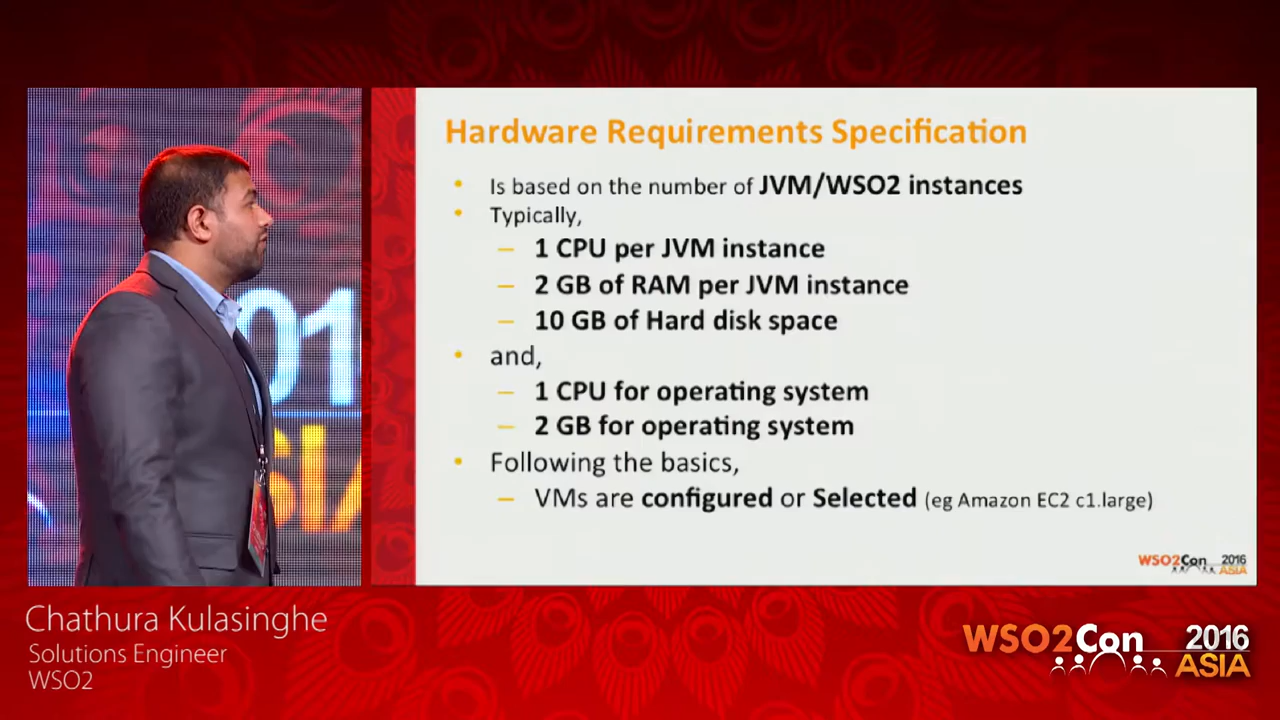 Hardware Requirements Specification
• Is based on the number of JVM/WSO2 instances
• Typically,
– 1 CPU per JVM instance
– 2 GB of RAM per JVM instance
– 10 GB of Hard disk space
• and,
– 1 CPU for operating system
– 2 GB for operating system
• Following the basics,
– VMs are configured or Selected (eg Amazon EC2 c1.large)
WSO2Con 2016
ASIA
01
ASIA
Chathura Kulasinghe
Solutions Engineer
WSO2
WSO2Con 2016
ASIA